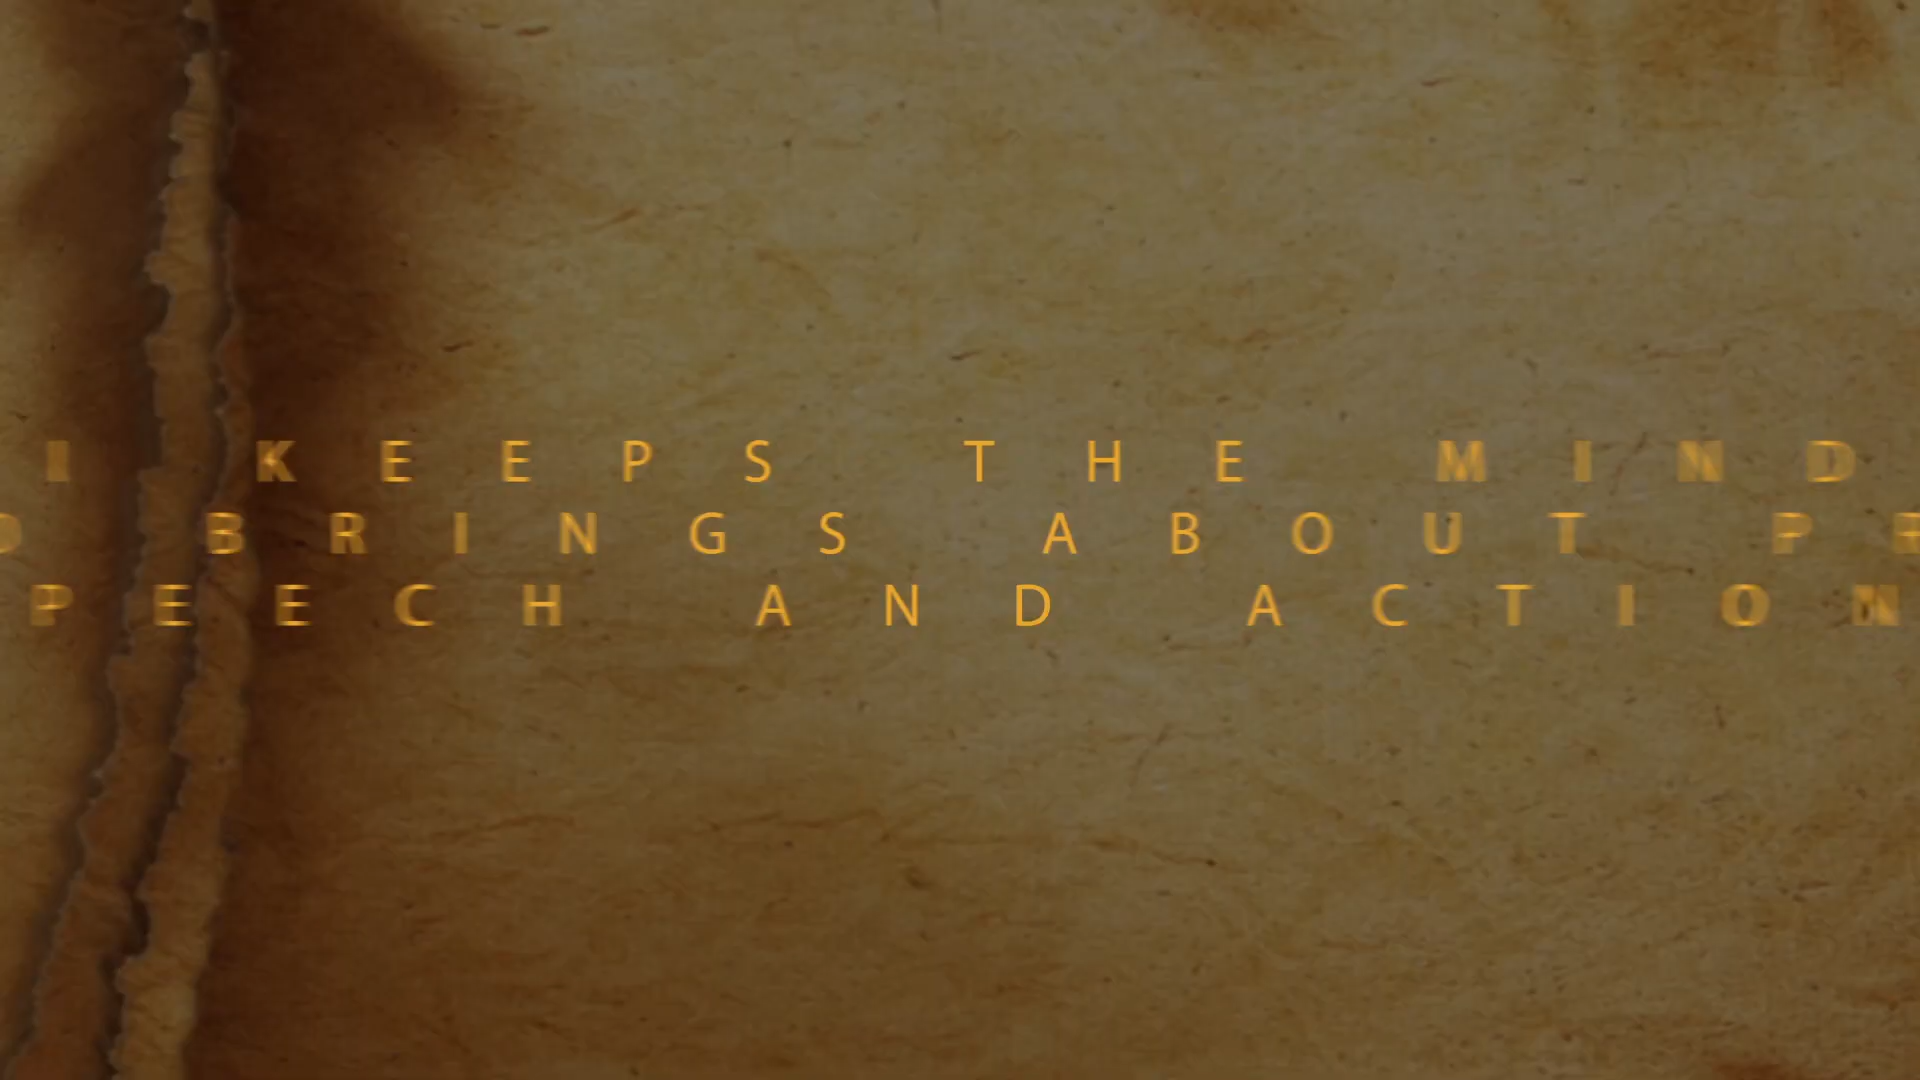 I KEEPS THE MIND
BRINGS ABOUT
PEECH AND ACTION